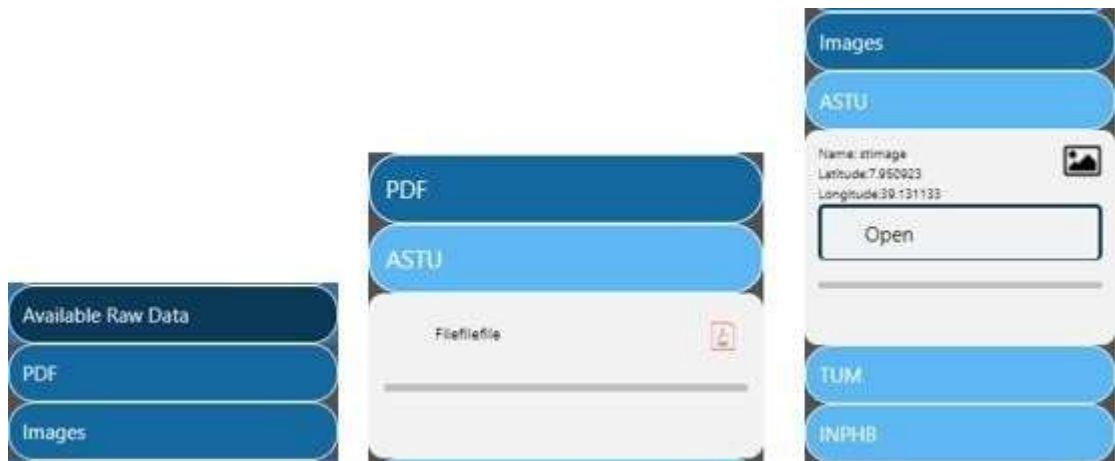 Available Raw Data
PDF
Images
PDF
ASTU
Filefilefile
Images
ASTU
Name: stimage
Latitude:7.950923
Longitude:39.131133
Open
TUM
INPHB